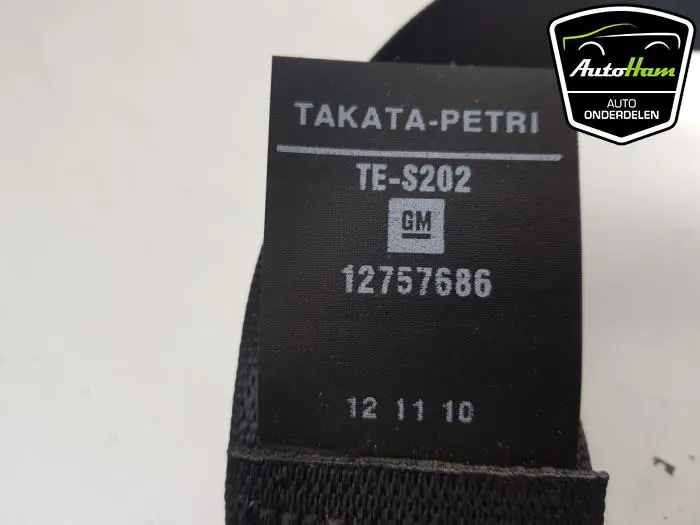 AutoHam
AUTO
ONDERDELEN
TAKATA-PETRI
TE-S202
GM
12757686
12 11 10